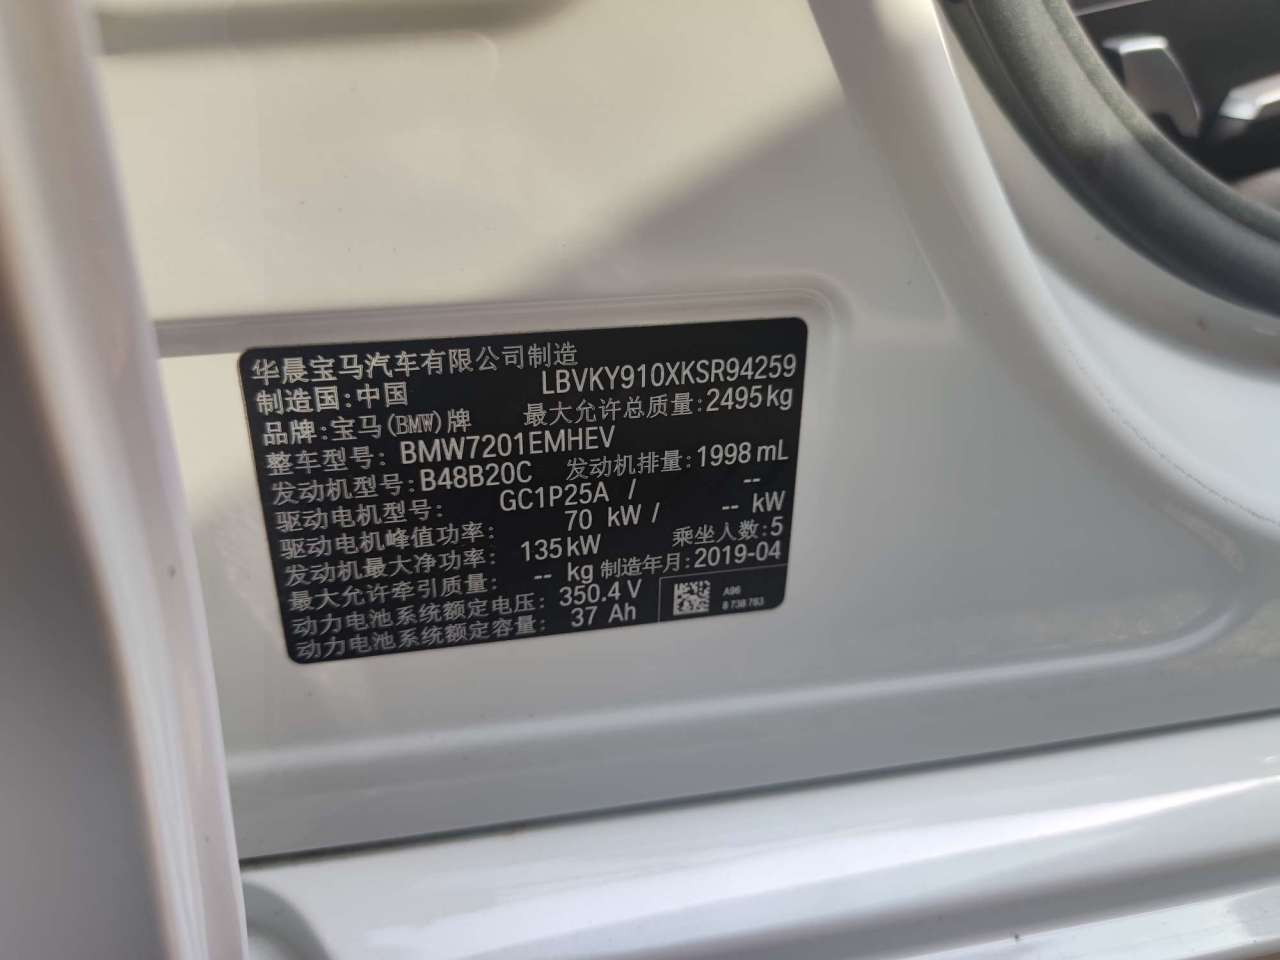 华晨宝马汽车有限公司制造
制造国:中国 LBVKY910XKSR94259
品牌:宝马(BMW)牌 最大允许总质量:2495kg
整车型号: BMW7201EMHEV
发动机型号:B48B20C 发动机排量:1998 mL
驱动电机型号: GC1P25A / --
驱动电机峰值功率: 70 kW / -- kW
发动机最大净功率: 135kW 乘坐人数:5
最大允许牵引质量: -- kg 制造年月:2019-04
动力电池系统额定电压: 350.4 V
动力电池系统额定容量: 37 Ah
A96
8 738 783